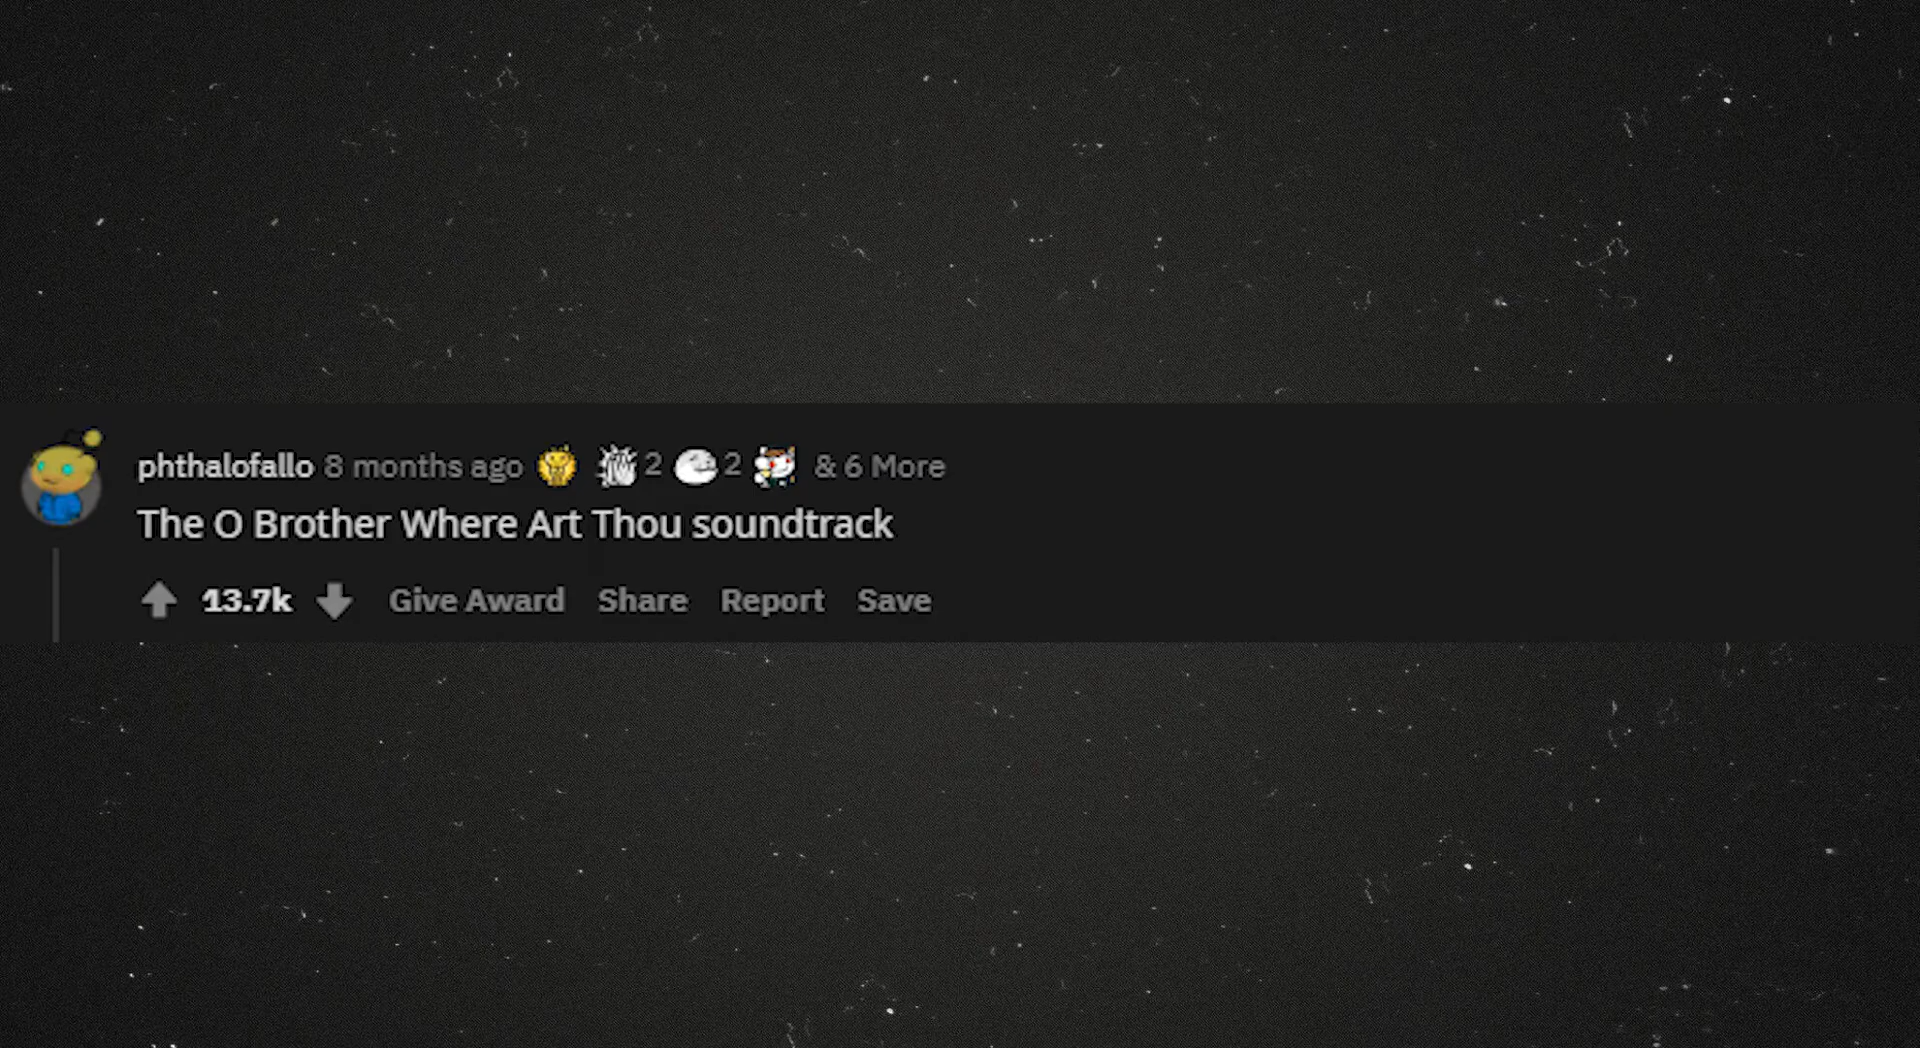 phthalofallo 8 months ago 2 2 & 6 More
The O Brother Where Art Thou soundtrack
13.7k Give Award Share Report Save